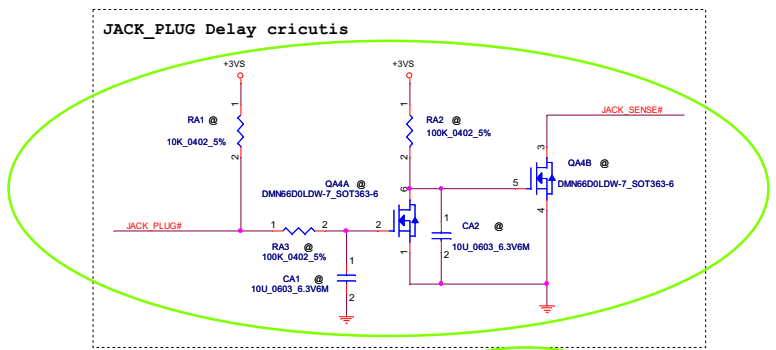 JACK_PLUG Delay cricutis
+3VS
+3VS
1
RA1 @
10K_0402_5%
2
1
RA2 @
100K_0402_5%
2
JACK_SENSE#
3
QA4B @
DMN66D0LDW-7_SOT363-6
5
4
QA4A @
DMN66D0LDW-7_SOT363-6
6
2
1
JACK_PLUG#
1
2
RA3 @
100K_0402_5%
1
CA1 @
10U_0603_6.3V6M
2
1
CA2 @
10U_0603_6.3V6M
2